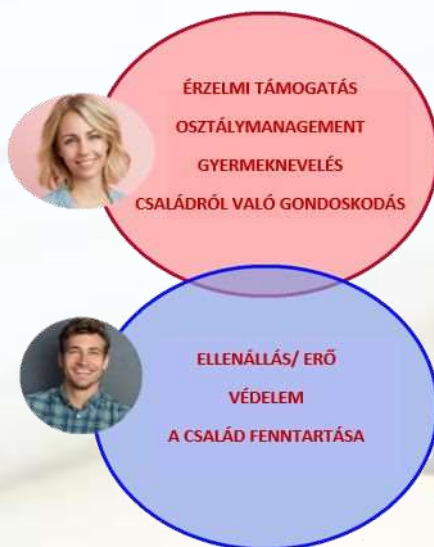 ÉRZELMI TÁMOGATÁS
OSZTÁLYMANAGEMENT
GYERMEKNEVELÉS
CSALÁDRÓL VALÓ GONDOSKODÁS
ELLENÁLLÁS/ ERŐ
VÉDELEM
A CSALÁD FENNTARTÁSA